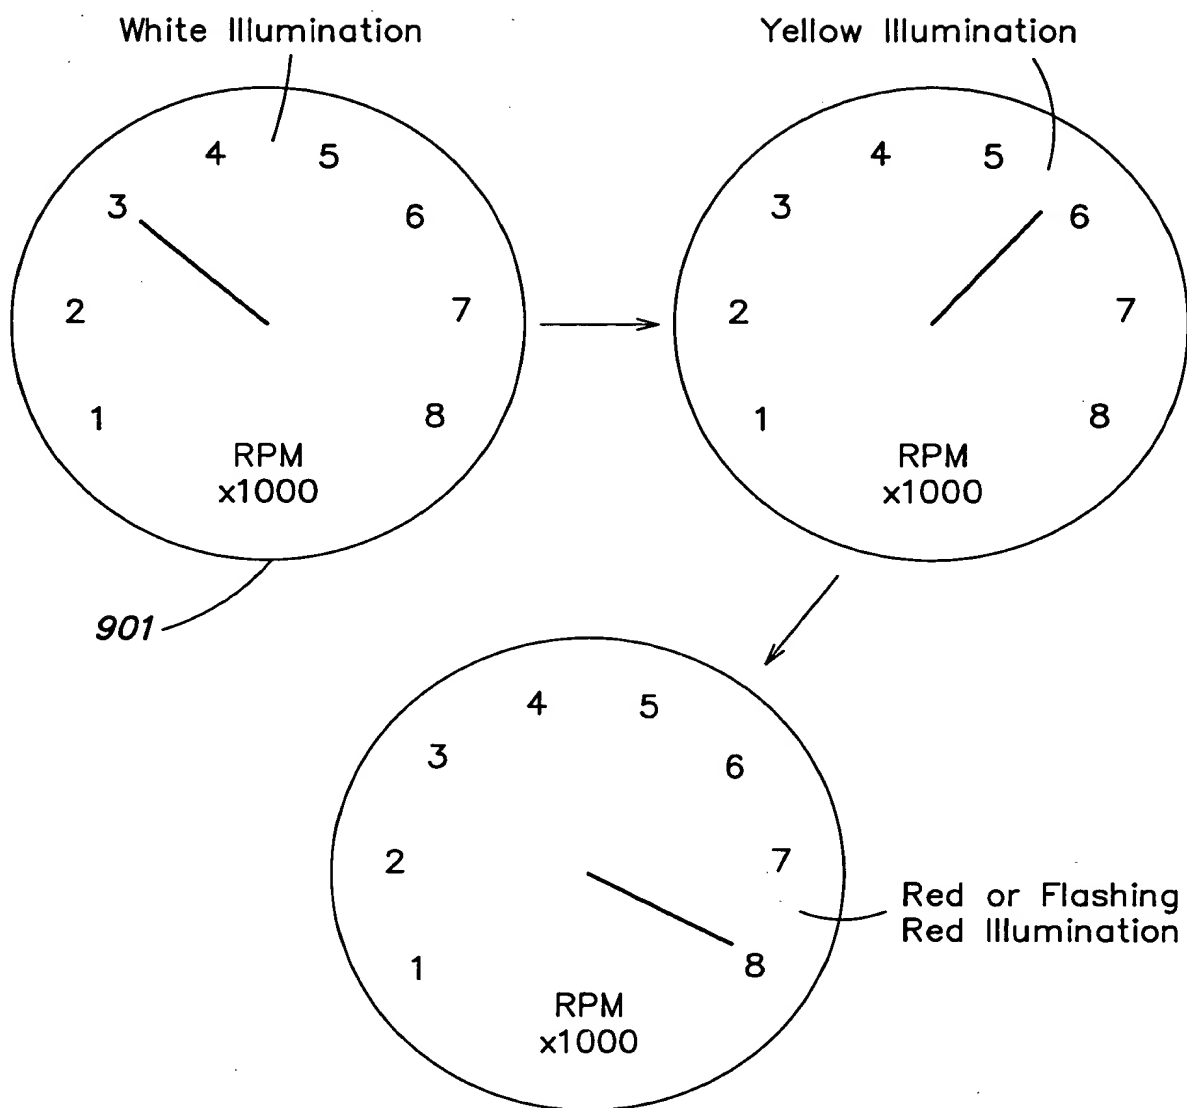 White Illumination
4
5
3
6
2
7
1
8
RPM
x1000
901
Yellow Illumination
4
5
3
6
2
7
1
8
RPM
x1000
4
5
3
6
2
7
1
8
RPM
x1000
Red or Flashing
Red Illumination